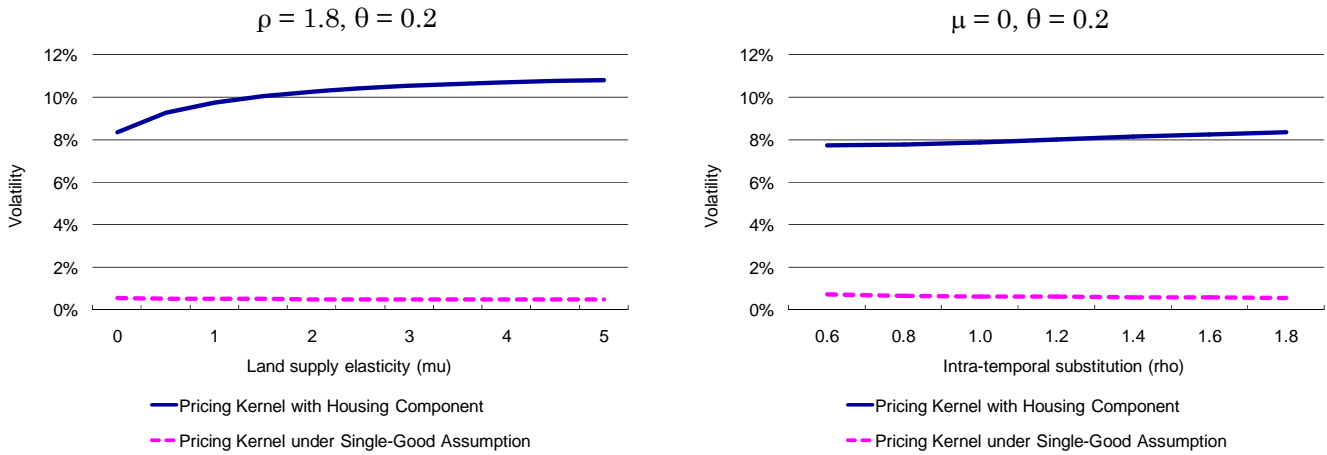 ρ = 1.8, θ = 0.2
12%
10%
8%
6%
4%
2%
0%
Volatility
0 1 2 3 4 5
Land supply elasticity (mu)
Pricing Kernel with Housing Component
Pricing Kernel under Single-Good Assumption
μ = 0, θ = 0.2
12%
10%
8%
6%
4%
2%
0%
Volatility
0.6 0.8 1.0 1.2 1.4 1.6 1.8
Intra-temporal substitution (rho)
Pricing Kernel with Housing Component
Pricing Kernel under Single-Good Assumption